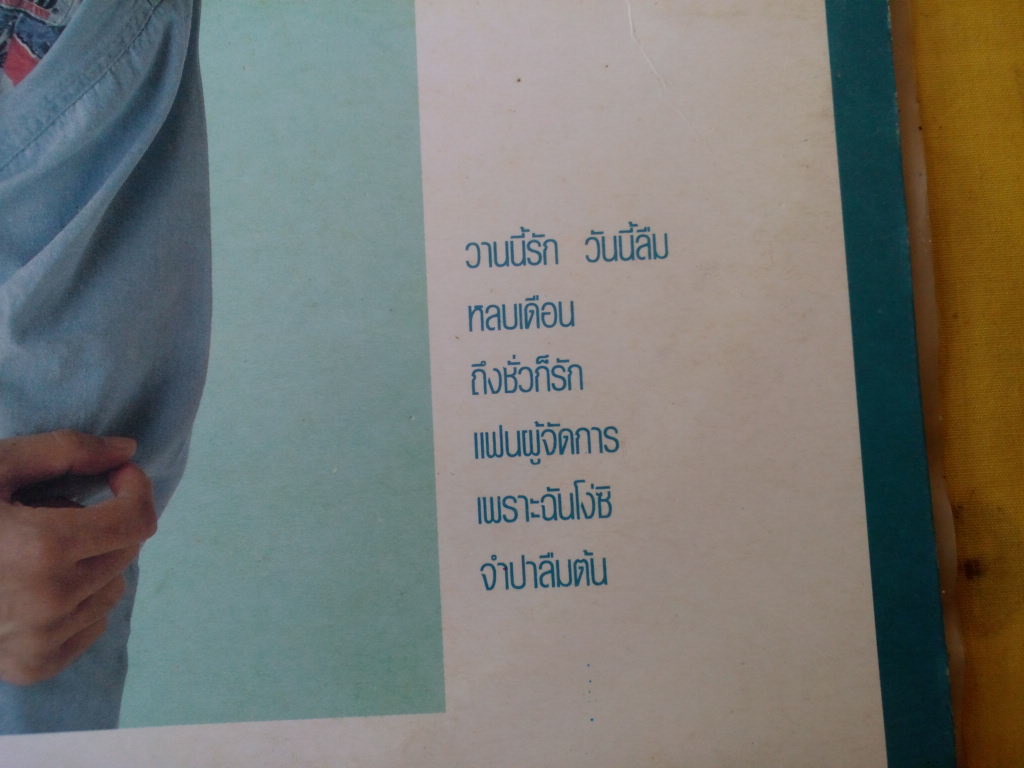 วานนี้รัก วันนี้ลืม
หลบเดือน
ถึงชั่วก็รัก
แฟนผู้จัดการ
เพราะฉันโง่ซิ
จำปาลืมต้น